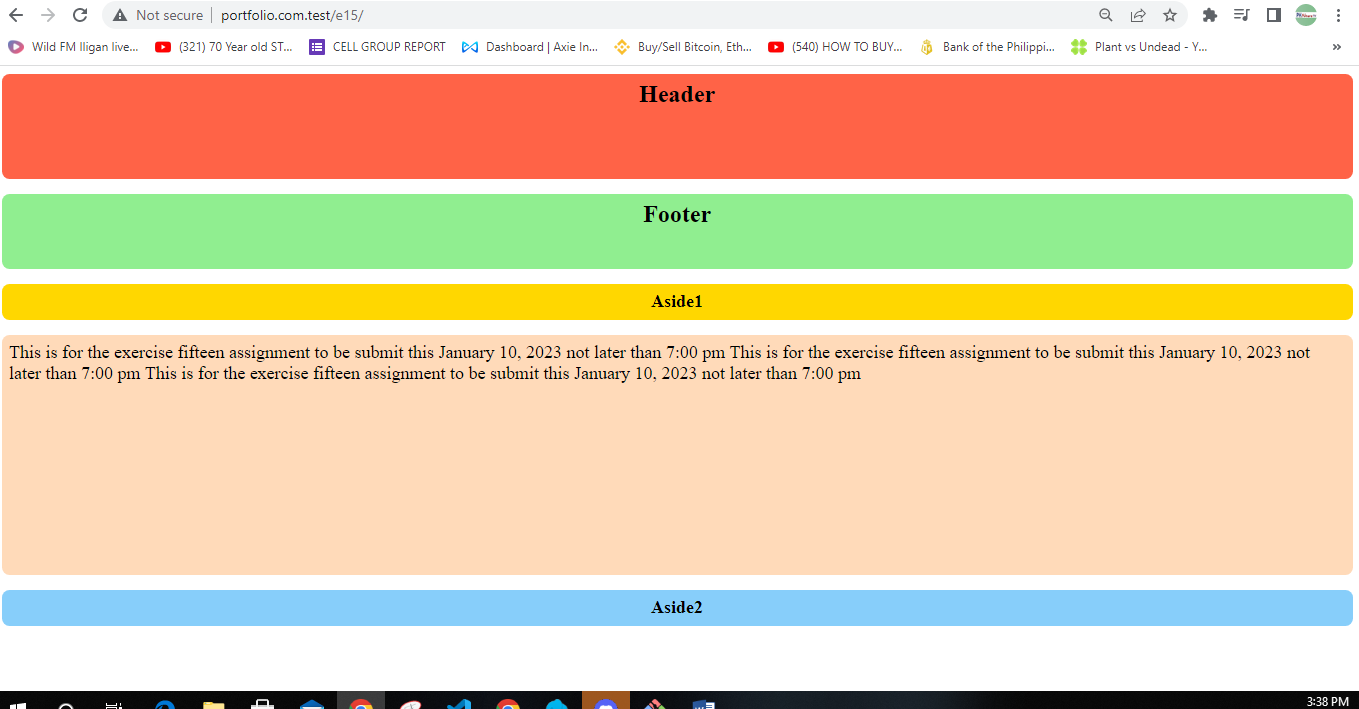 Not secure | portfolio.com.test/e15/
Wild FM Iligan live... (321) 70 Year old ST... CELL GROUP REPORT Dashboard | Axie In... Buy/Sell Bitcoin, Eth... (540) HOW TO BUY... Bank of the Philippi... Plant vs Undead - Y... »
Header
Footer
Aside1
This is for the exercise fifteen assignment to be submit this January 10, 2023 not later than 7:00 pm This is for the exercise fifteen assignment to be submit this January 10, 2023 not
later than 7:00 pm This is for the exercise fifteen assignment to be submit this January 10, 2023 not later than 7:00 pm
Aside2
3:38 PM